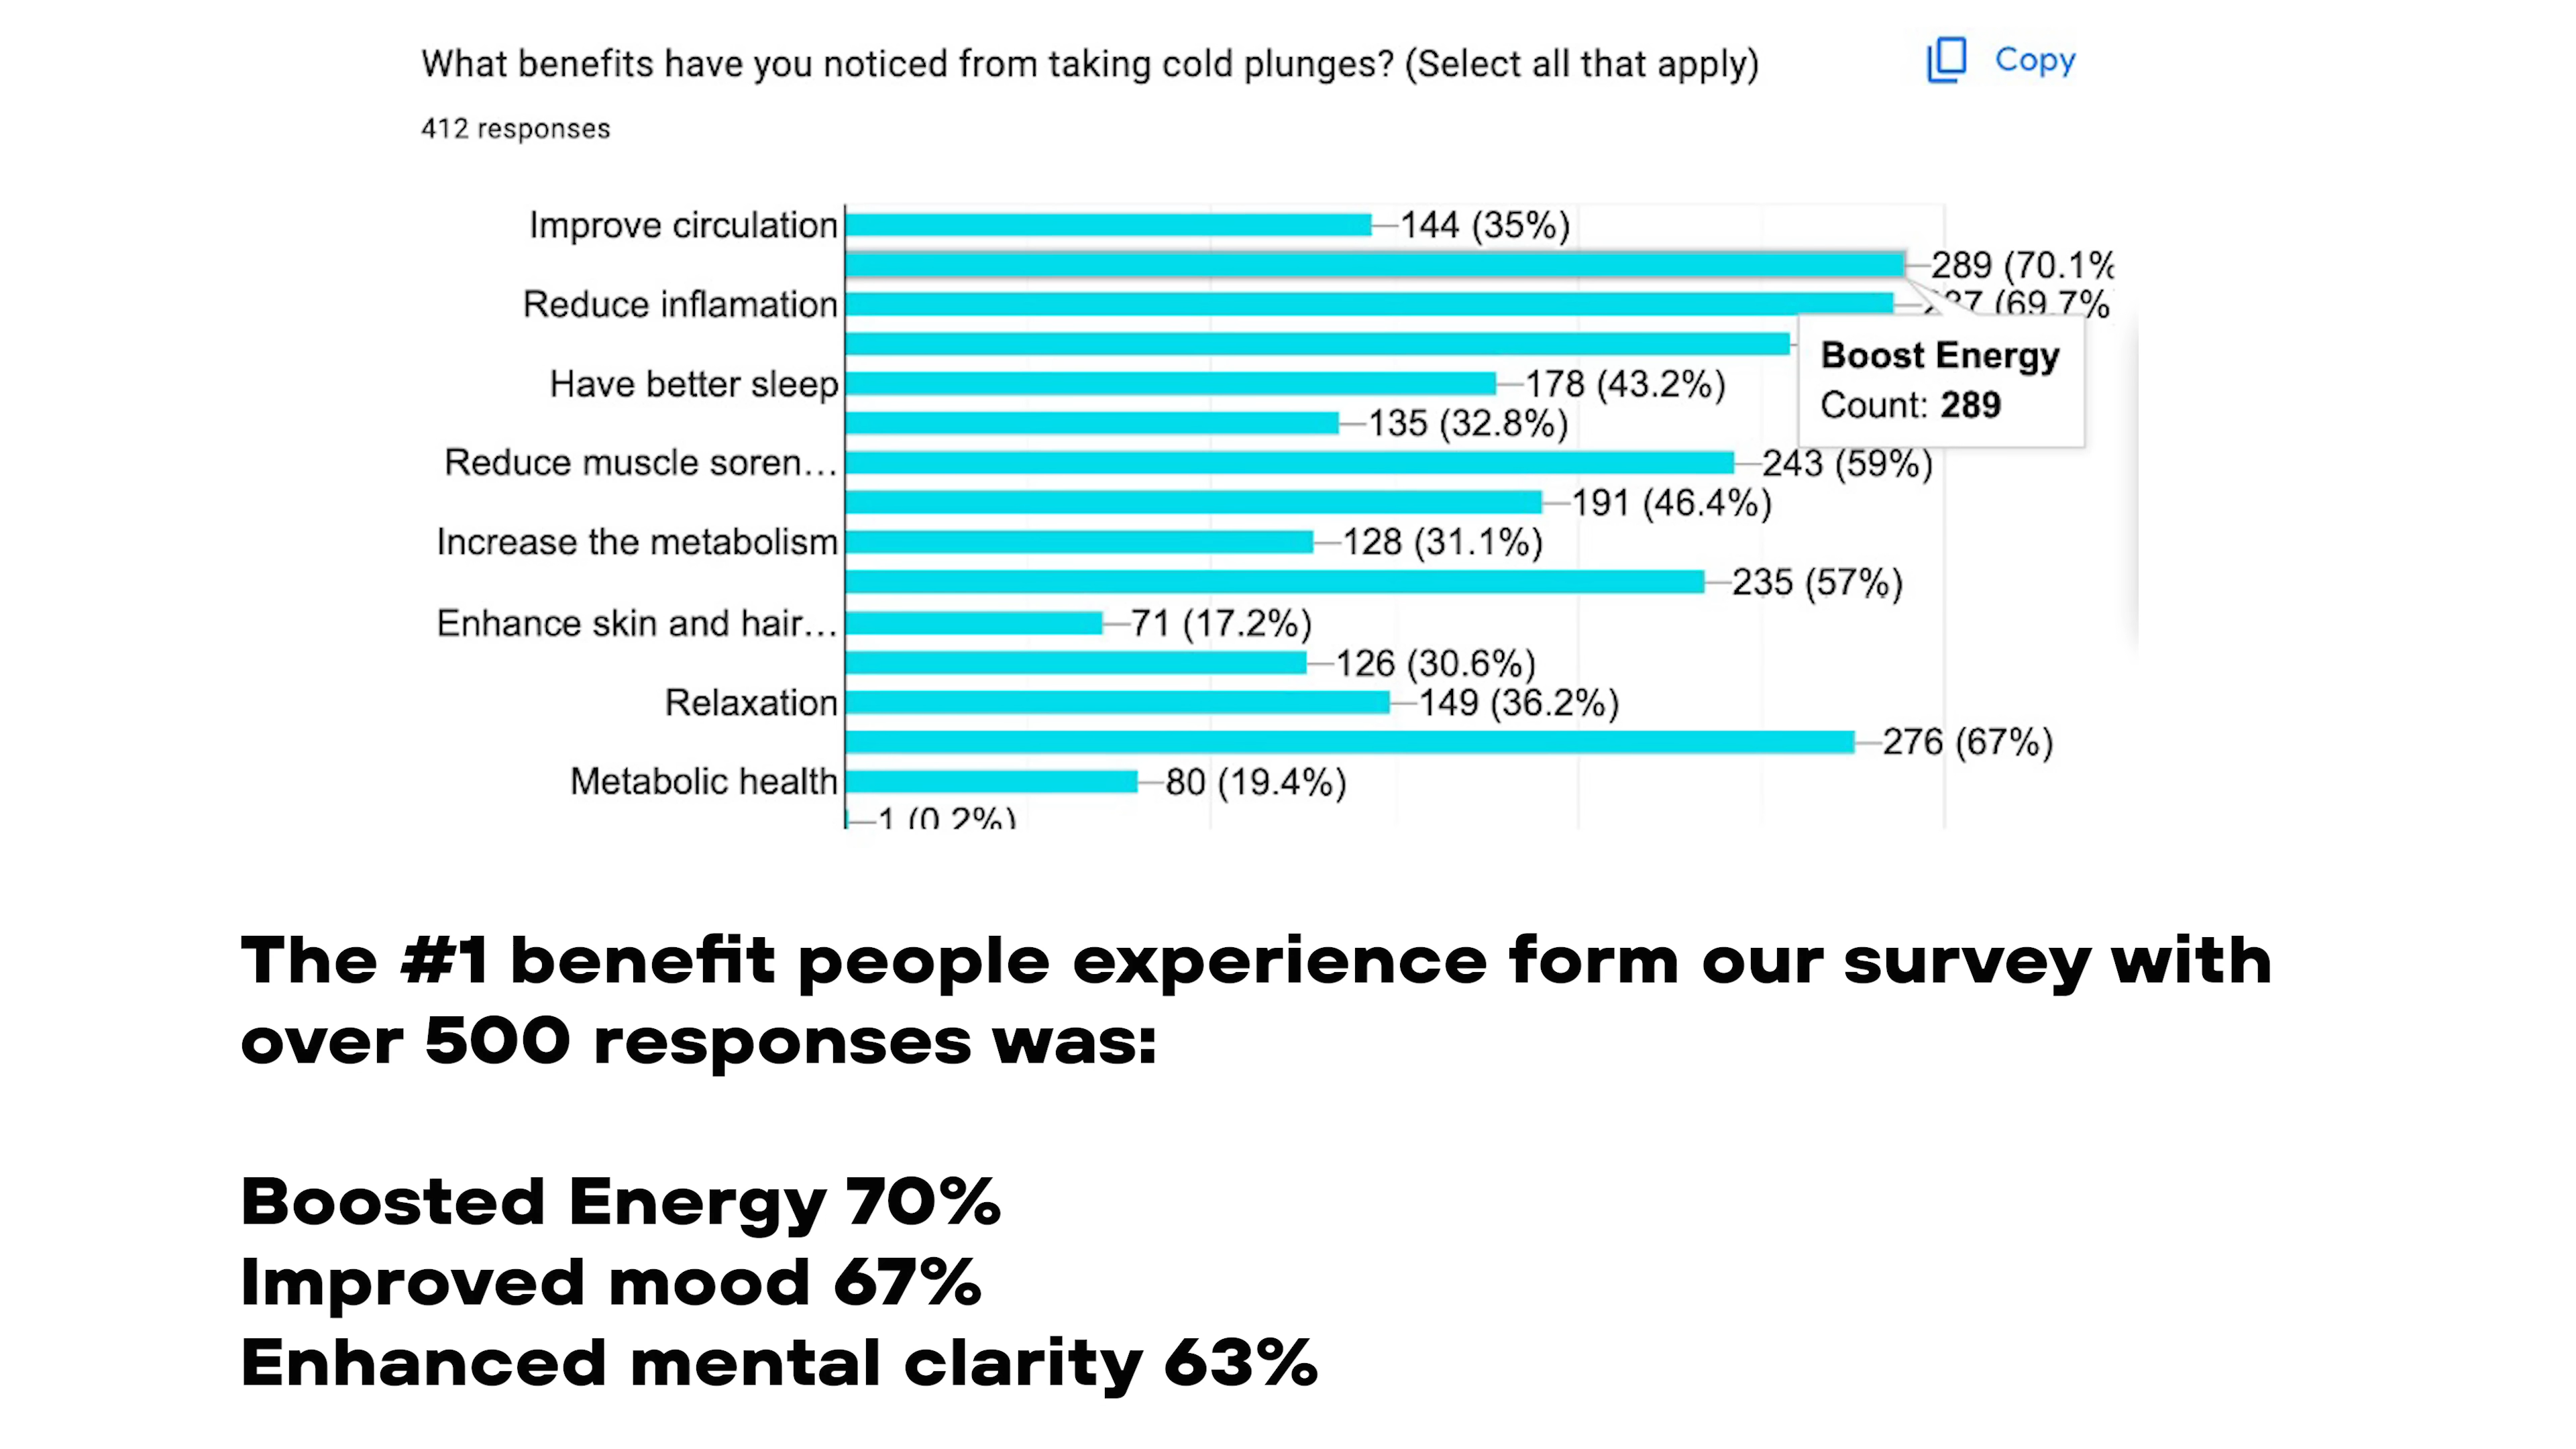 What benefits have you noticed from taking cold plunges? (Select all that apply)
Copy
412 responses
Improve circulation
144 (35%)
289 (70.1%
Reduce inflamation
(69.7%
Boost Energy
Count: 289
Have better sleep
178 (43.2%)
135 (32.8%)
Reduce muscle soren…
243 (59%)
191 (46.4%)
Increase the metabolism
128 (31.1%)
235 (57%)
Enhance skin and hair…
71 (17.2%)
126 (30.6%)
Relaxation
149 (36.2%)
276 (67%)
Metabolic health
80 (19.4%)
1 (0.2%)
The #1 benefit people experience form our survey with
over 500 responses was:
Boosted Energy 70%
Improved mood 67%
Enhanced mental clarity 63%